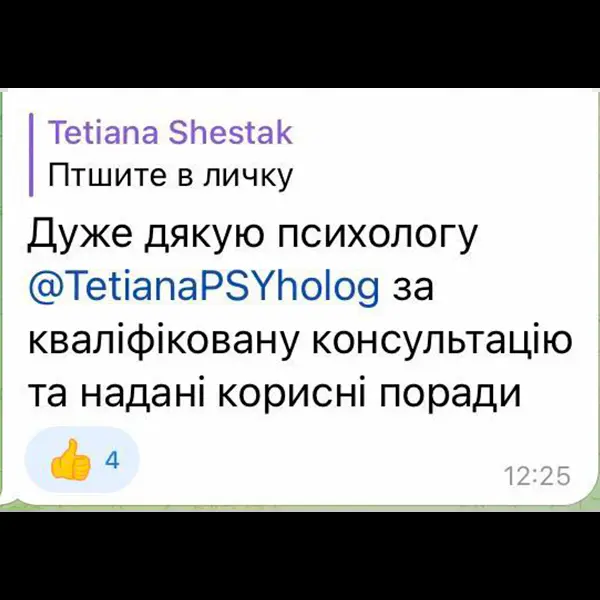 Tetiana Shestak
Птшите в личку
Дуже дякую психологу
@TetianaPSYholog за
кваліфіковану консультацію
та надані корисні поради
👍 4
12:25